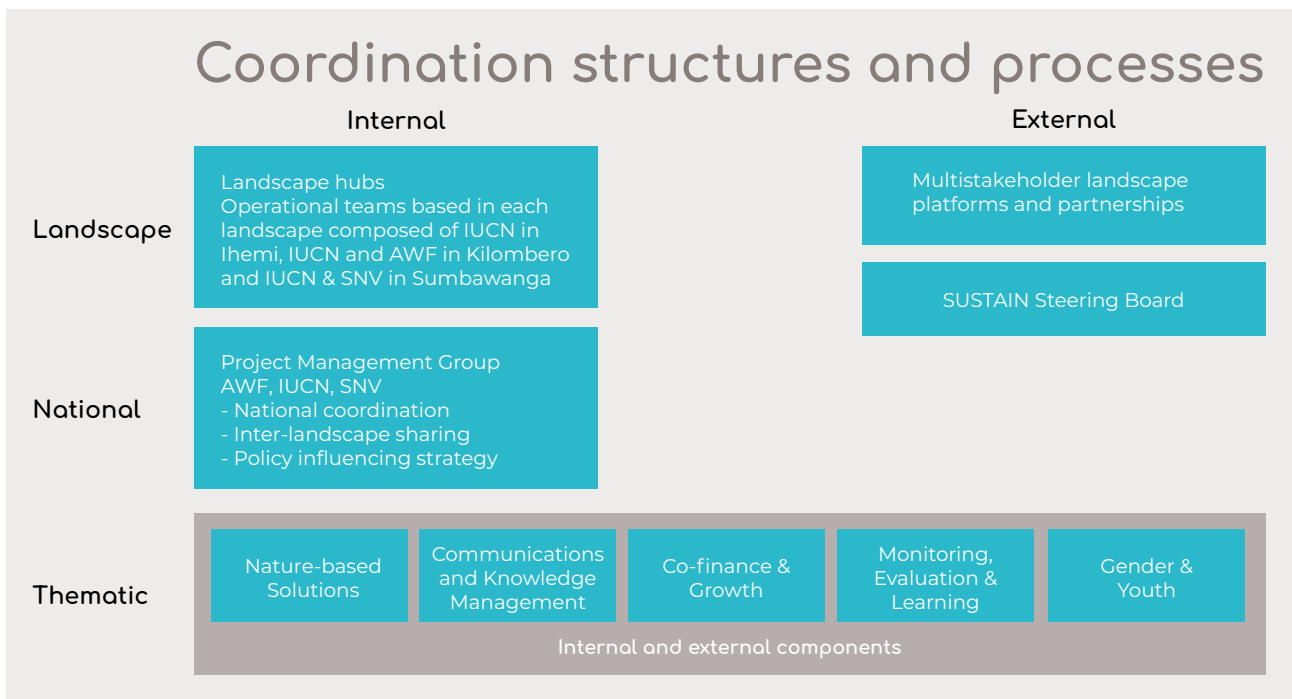 Coordination structures and processes
Internal
External
Landscape
Landscape hubs
Operational teams based in each
landscape composed of IUCN in
Ihemi, IUCN and AWF in Kilombero
and IUCN & SNV in Sumbawanga
Multistakeholder landscape
platforms and partnerships
SUSTAIN Steering Board
National
Project Management Group
AWF, IUCN, SNV
- National coordination
- Inter-landscape sharing
- Policy influencing strategy
Thematic
Nature-based
Solutions
Communications
and Knowledge
Management
Co-finance &
Growth
Monitoring,
Evaluation &
Learning
Gender &
Youth
Internal and external components